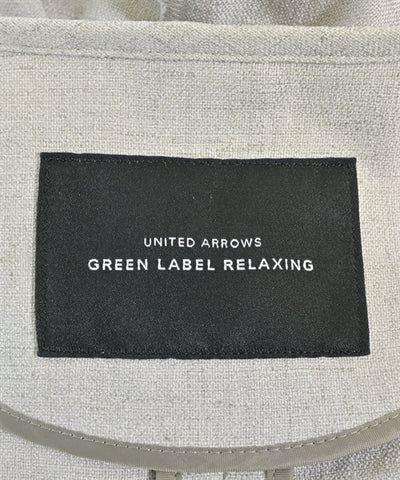 UNITED ARROWS
GREEN LABEL RELAXING